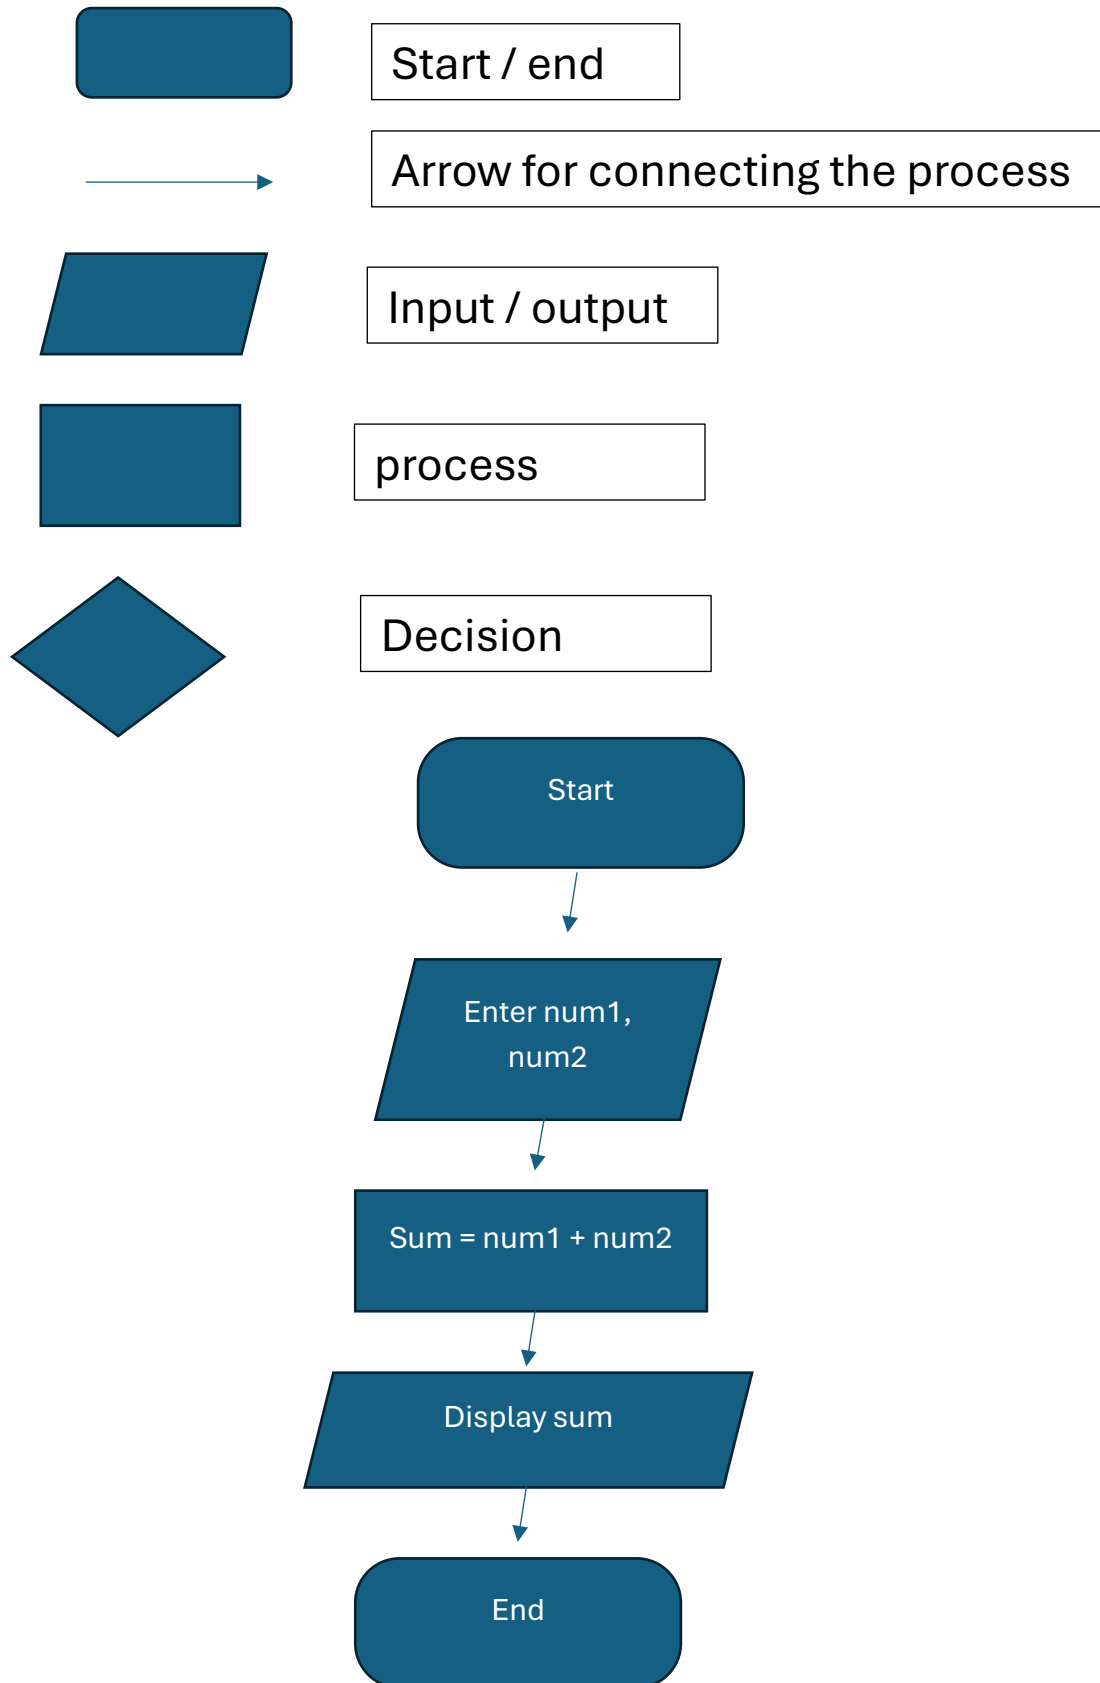 Start / end
Arrow for connecting the process
Input / output
process
Decision
Start
Enter num1,
num2
Sum = num1 + num2
Display sum
End